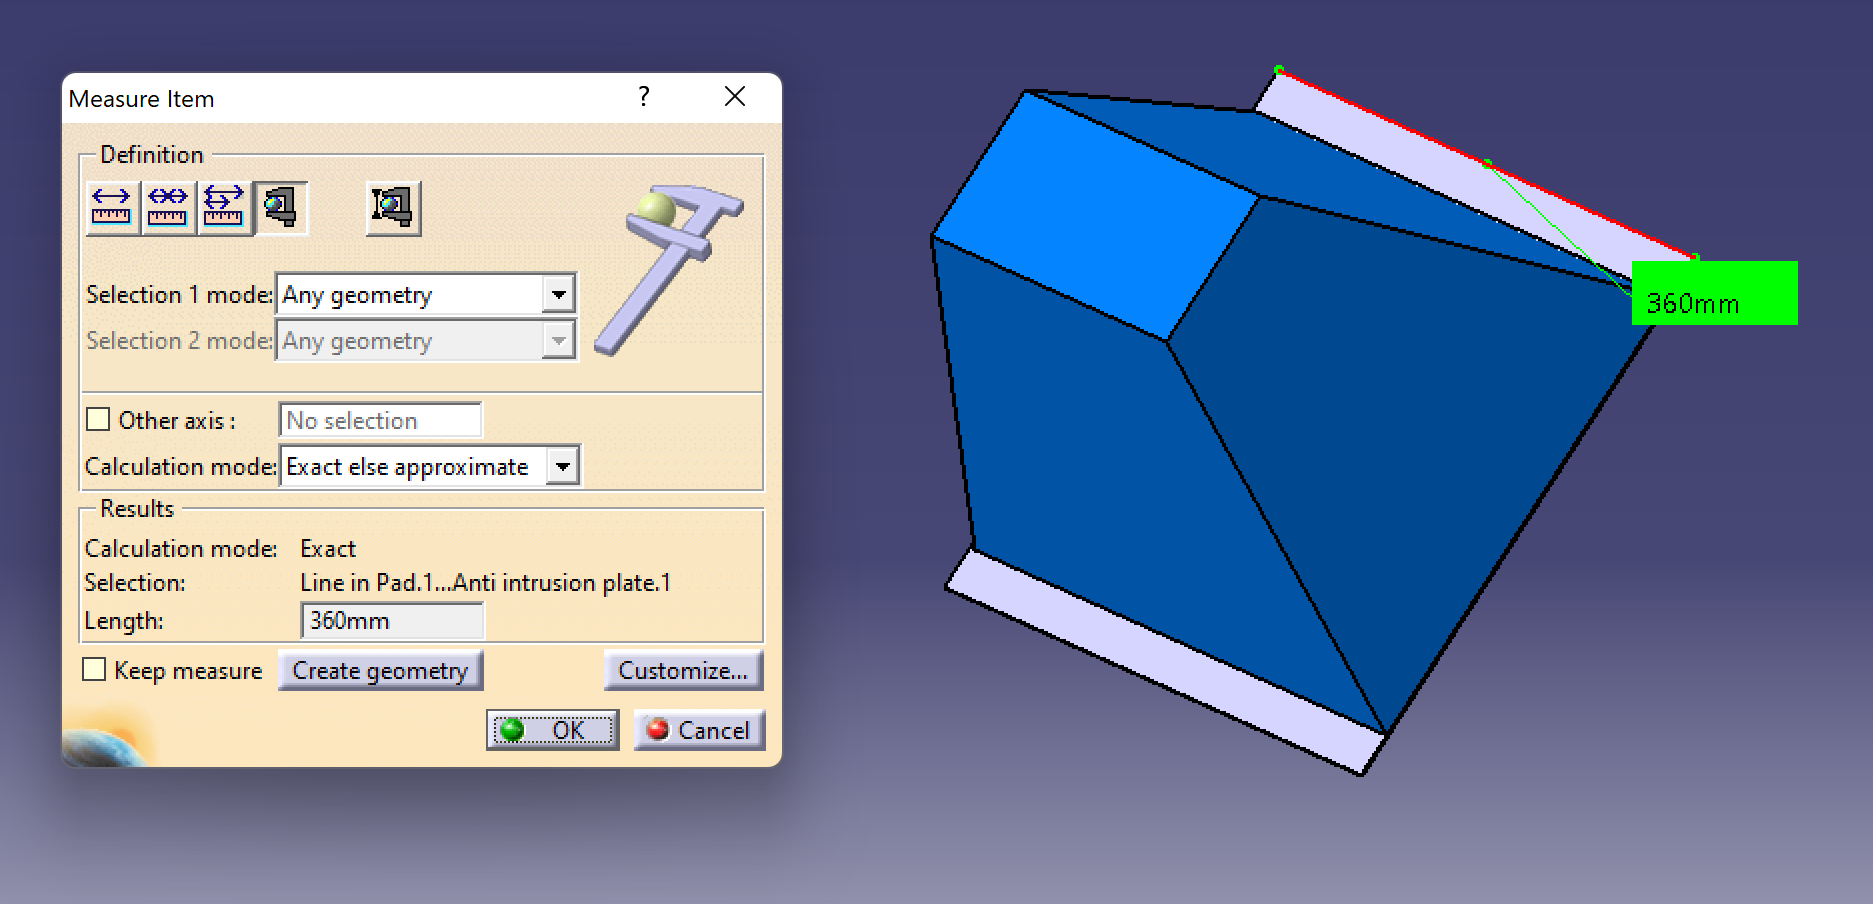 Measure Item ?
Definition
Selection 1 mode: Any geometry
Selection 2 mode: Any geometry
Other axis : No selection
Calculation mode: Exact else approximate
Results
Calculation mode: Exact
Selection: Line in Pad.1...Anti intrusion plate.1
Length: 360mm
Keep measure Create geometry Customize...
OK Cancel
360mm